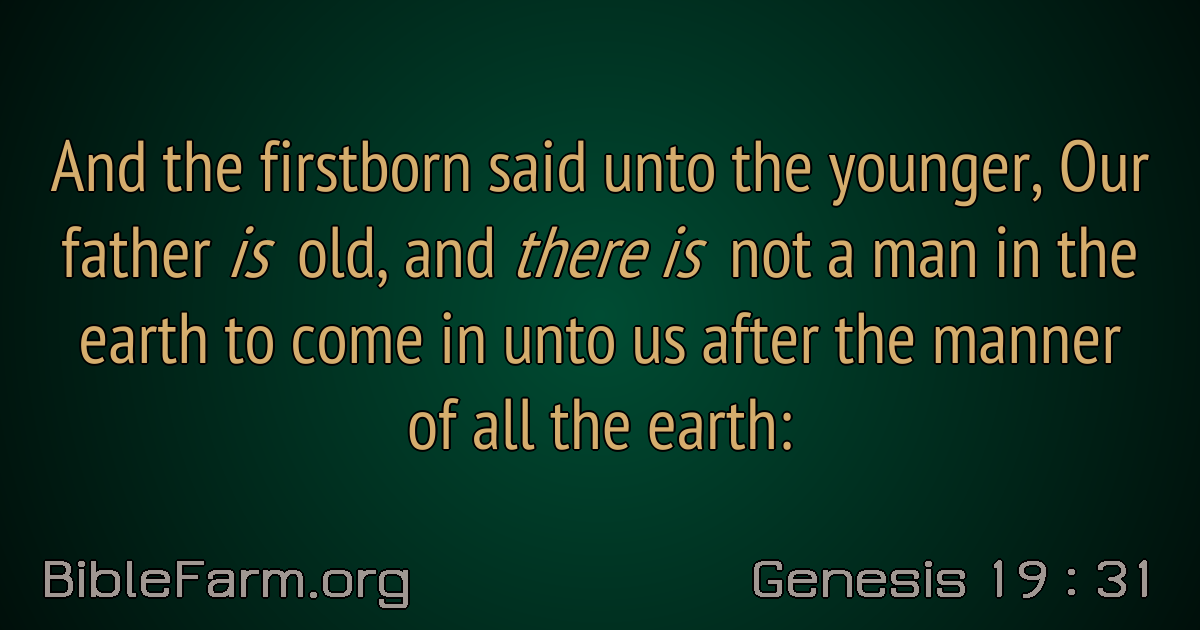 And the firstborn said unto the younger, Our
father is old, and there is not a man in the
earth to come in unto us after the manner
of all the earth:
BibleFarm.org
Genesis 19 : 31